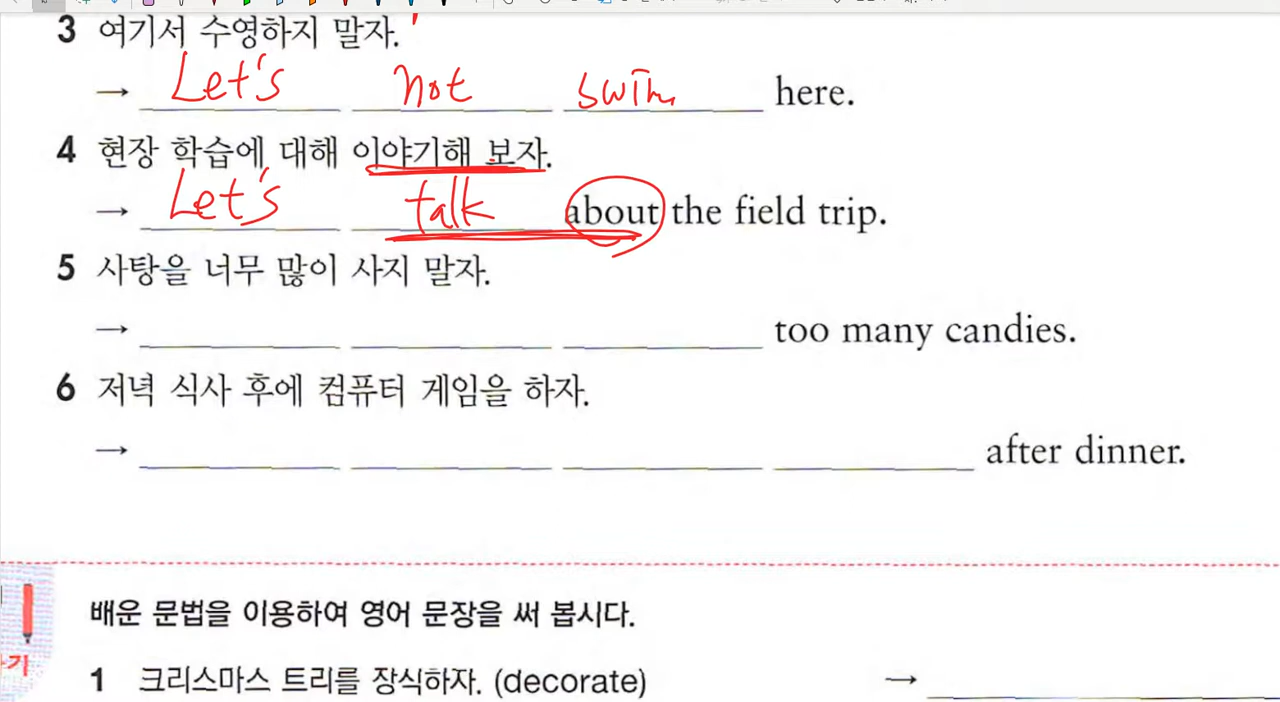 3 여기서 수영하지 말자.
→ Let's not swim here.
4 현장 학습에 대해 이야기해 보자.
→ Let's talk about the field trip.
5 사탕을 너무 많이 사지 말자.
→ too many candies.
6 저녁 식사 후에 컴퓨터 게임을 하자.
→ after dinner.
배운 문법을 이용하여 영어 문장을 써 봅시다.
기
1 크리스마스 트리를 장식하자. (decorate) →